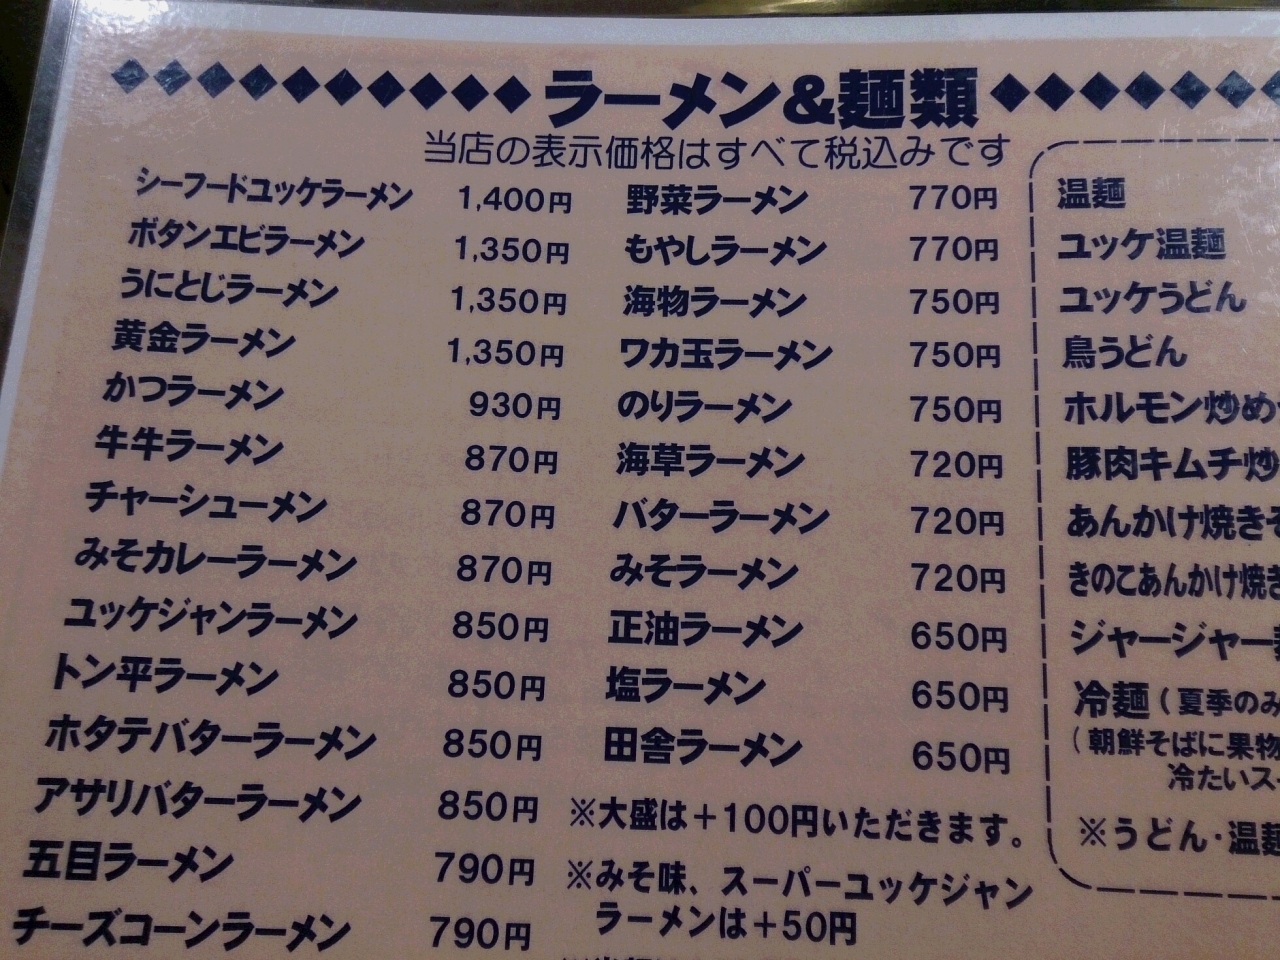 ラーメン&麺類
当店の表示価格はすべて税込みです
シーフードユッケラーメン 1,400円
ボタンエビラーメン 1,350円
うにとじラーメン 1,350円
黄金ラーメン 1,350円
かつラーメン 930円
牛牛ラーメン 870円
チャーシューメン 870円
みそカレーラーメン 870円
ユッケジャンラーメン 850円
トン平ラーメン 850円
ホタテバターラーメン 850円
アサリバターラーメン 850円
五目ラーメン 790円
チーズコーンラーメン 790円
野菜ラーメン 770円
もやしラーメン 770円
海物ラーメン 750円
ワカ玉ラーメン 750円
のりラーメン 750円
海草ラーメン 720円
バターラーメン 720円
みそラーメン 720円
正油ラーメン 650円
塩ラーメン 650円
田舎ラーメン 650円
※大盛は+100円いただきます。
※みそ味、スーパーユッケジャン
ラーメンは+50円
温麺
ユッケ温麺
ユッケうどん
鳥うどん
ホルモン炒め
豚肉キムチ炒
あんかけ焼き
きのこあんかけ焼き
ジャージャー
冷麺(夏季のみ
(朝鮮そばに果物
冷たいス
※うどん・温麺